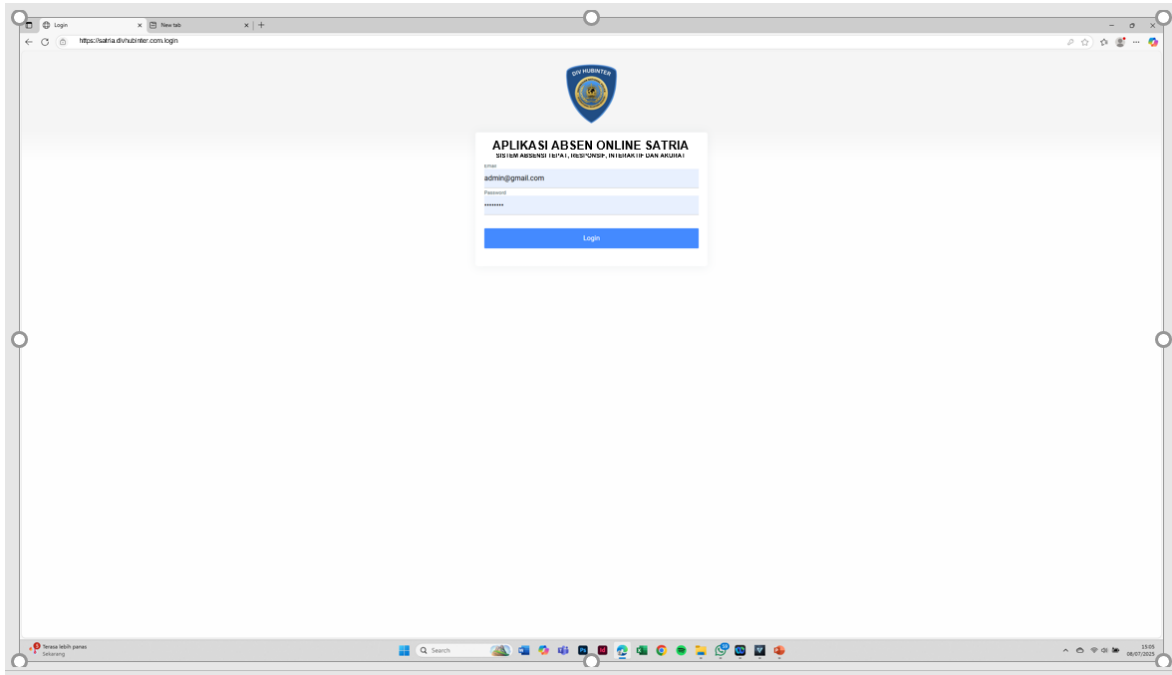 Login
New tab
https://satria.divhubinter.com.login
DIV HUBINTER
APLIKASI ABSEN ONLINE SATRIA
SISTEM ABSENSI TEPAT, RESPONSIF, INTERAKTIF DAN AKURAT
Email
admin@gmail.com
Password
Login
Terasa lebih panas
Sekarang
Search
15:05
08/07/2025